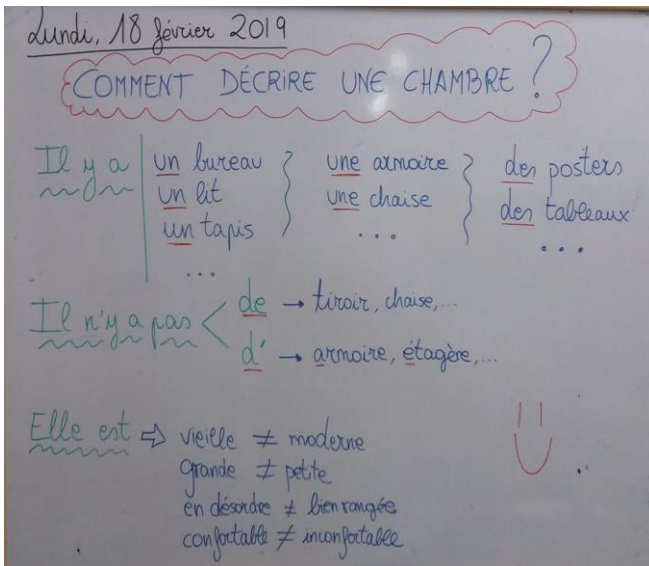 Lundi, 18 février 2019
COMMENT DÉCRIRE UNE CHAMBRE ?
Il y a un bureau une armoire des posters
un lit une chaise des tableaux
un tapis ... ...
...
Il n'y a pas de → tiroir, chaise,...
d' → armoire, étagère,...
Elle est ⇨ vieille ≠ moderne
grande ≠ petite
en désordre ≠ bien rangée
confortable ≠ inconfortable